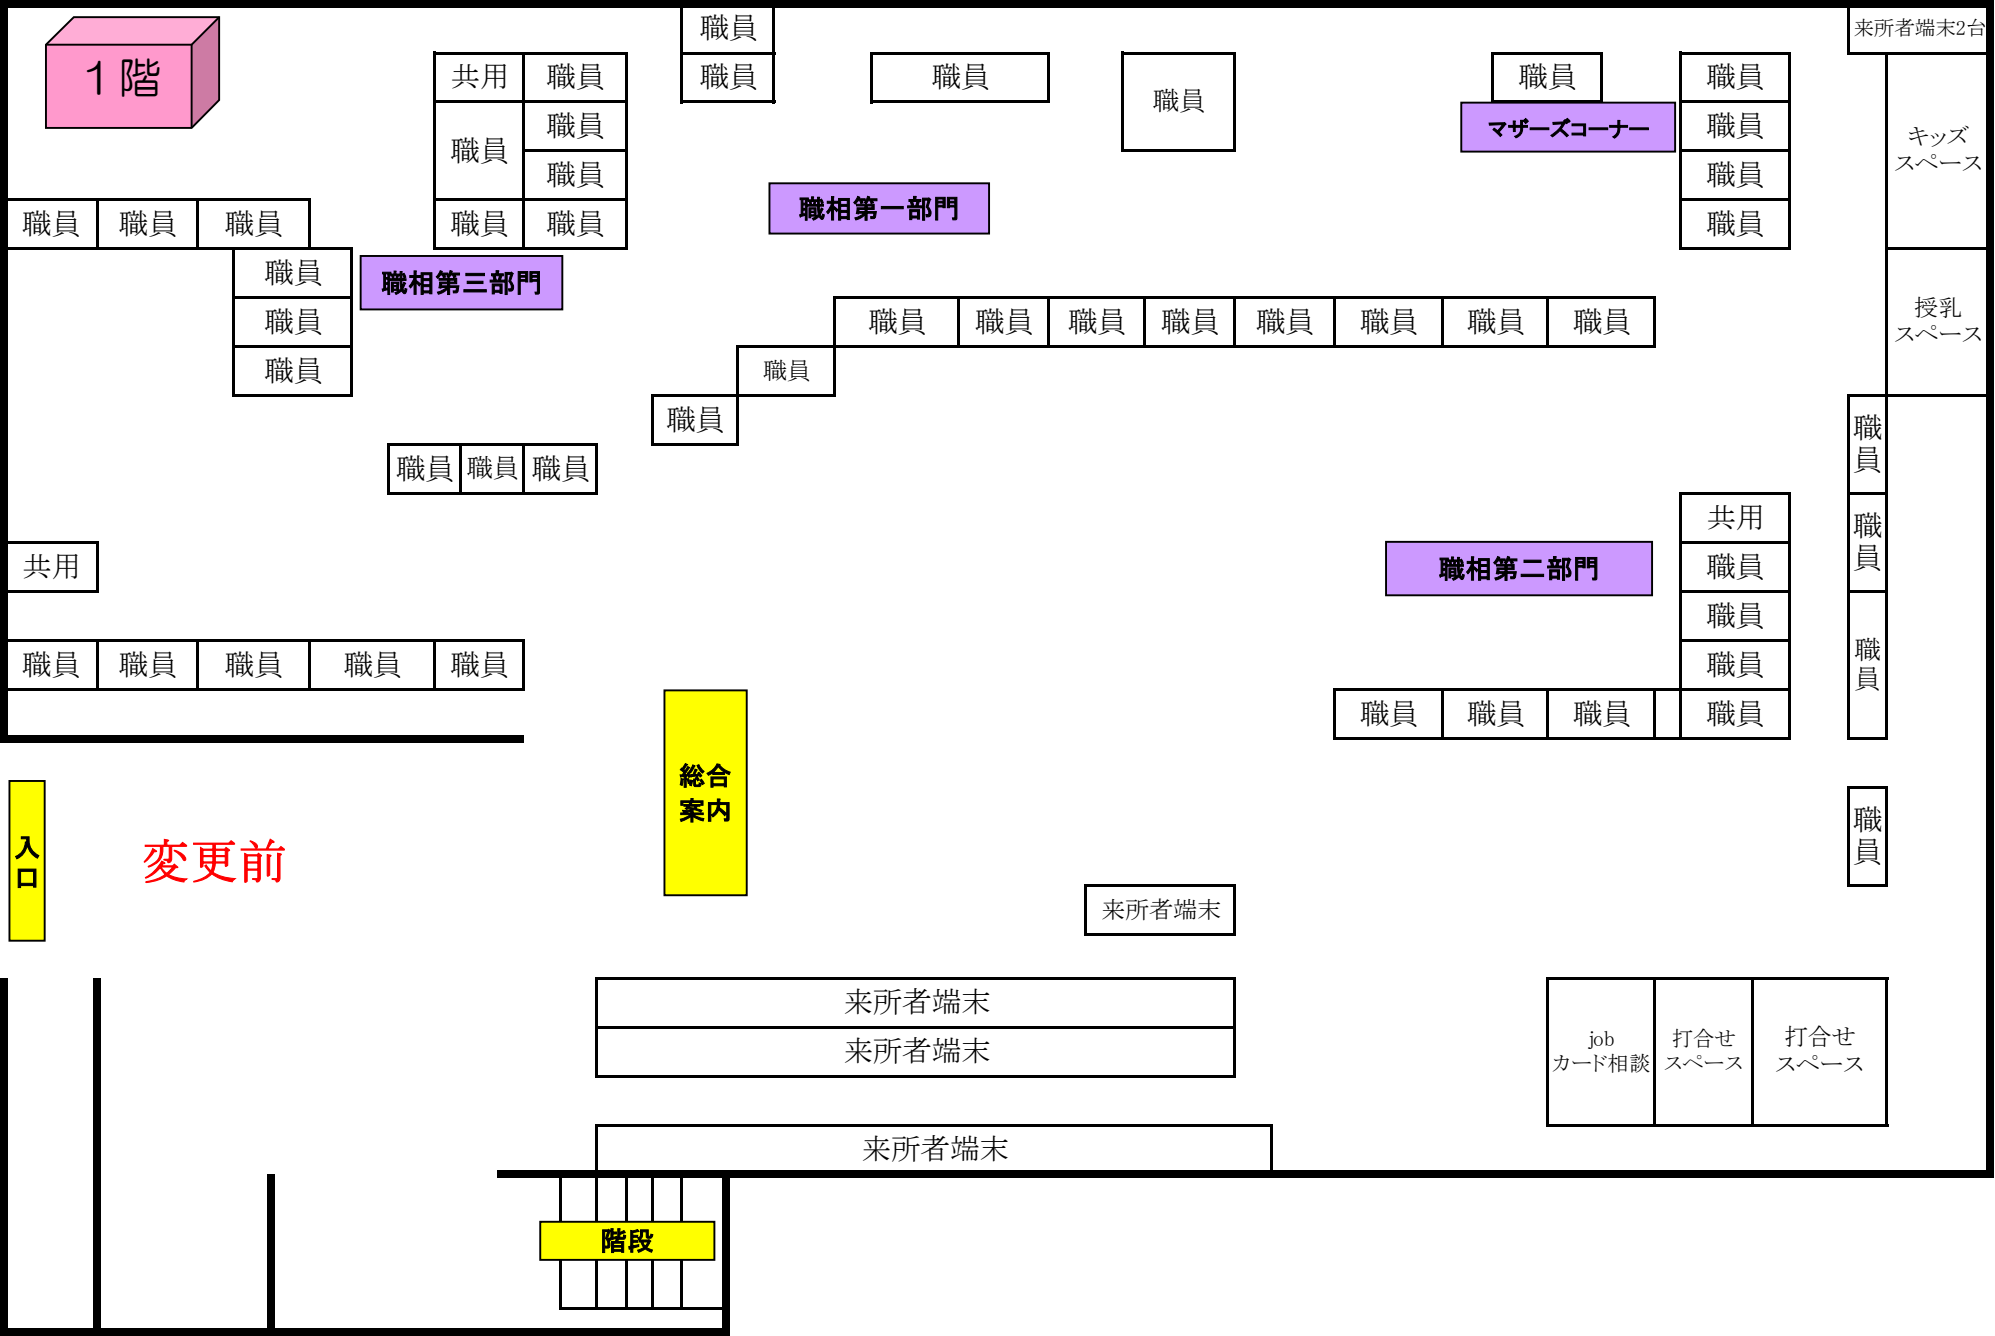 職員
来所者端末2台
1階
共用 職員
職員
職員
職員
職員
職員
職員
職員
マザーズコーナー
職員
職員
職員
キッズ
スペース
職員
職員
職相第一部門
職員 職員 職員
職員 職員
職員
職員
職相第三部門
授乳
スペース
職員
職員
職員 職員 職員 職員 職員 職員 職員 職員
職員
職員
職員
職員 職員 職員
職員
職員
職員
職員
共用
職相第二部門
共用
職員
職員
職員
職員
職員 職員 職員 職員 職員
職員 職員 職員
総合
案内
入口
変更前
職員
来所者端末
来所者端末
来所者端末
job
カード相談
打合せ
スペース
打合せ
スペース
来所者端末
階段